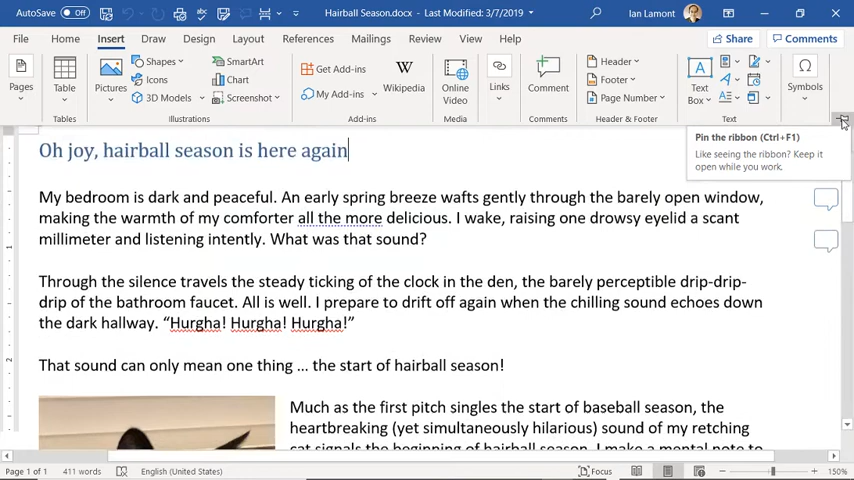 AutoSave Off Hairball Season.docx - Last Modified: 3/7/2019 Ian Lamont
File Home Insert Draw Design Layout References Mailings Review View Help Share Comments
Pages
Table
Tables
Pictures
Shapes
Icons
3D Models
SmartArt
Chart
Screenshot
Illustrations
Get Add-ins
My Add-ins
Wikipedia
Add-ins
Online Video
Media
Links
Comment
Comments
Header
Footer
Page Number
Header & Footer
Text Box
Text
Symbols
Pin the ribbon (Ctrl+F1)
Like seeing the ribbon? Keep it
open while you work.
Oh joy, hairball season is here again
My bedroom is dark and peaceful. An early spring breeze wafts gently through the barely open window,
making the warmth of my comforter all the more delicious. I wake, raising one drowsy eyelid a scant
millimeter and listening intently. What was that sound?
Through the silence travels the steady ticking of the clock in the den, the barely perceptible drip-drip-
drip of the bathroom faucet. All is well. I prepare to drift off again when the chilling sound echoes down
the dark hallway. “Hurgha! Hurgha! Hurgha!”
That sound can only mean one thing ... the start of hairball season!
Much as the first pitch singles the start of baseball season, the
heartbreaking (yet simultaneously hilarious) sound of my retching
cat signals the beginning of hairball season. I make a mental note to
Page 1 of 1 411 words English (United States) Focus 150%